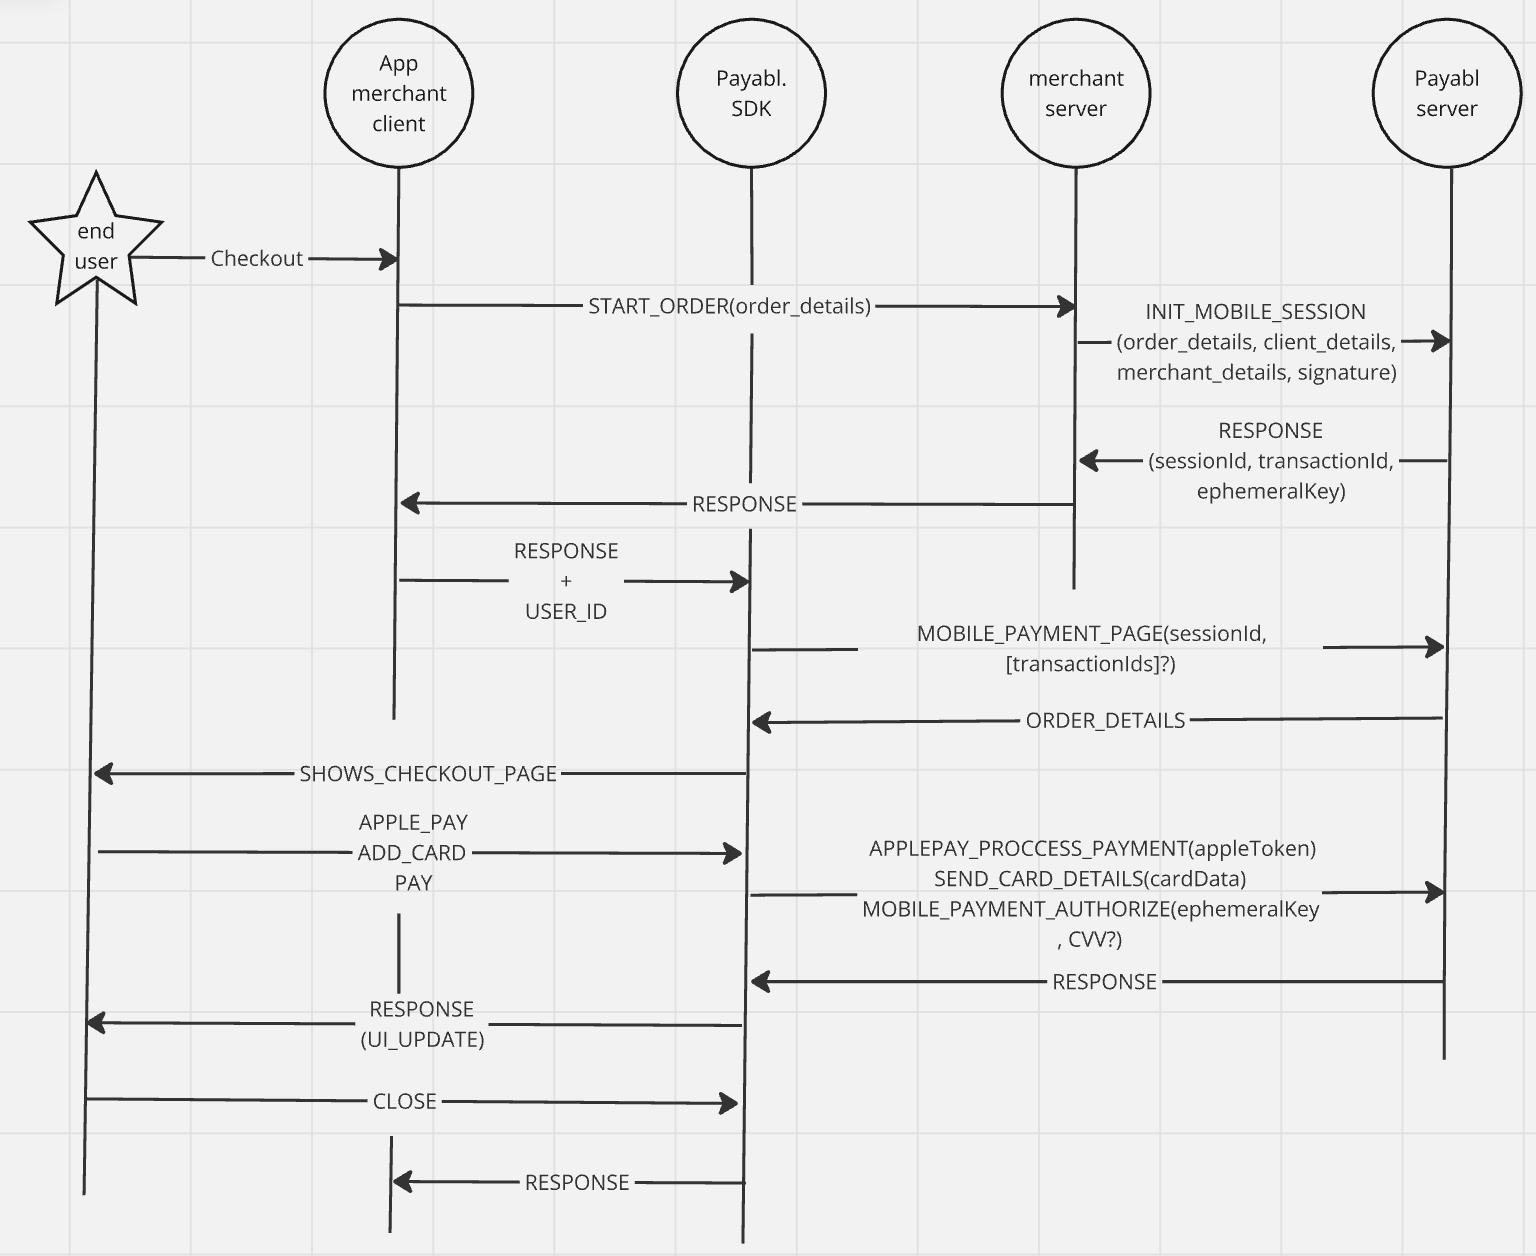 App
merchant
client
Payabl.
SDK
merchant
server
Payabl
server
end
user
Checkout
START_ORDER(order_details)
INIT_MOBILE_SESSION
(order_details, client_details,
merchant_details, signature)
RESPONSE
(sessionId, transactionId,
ephemeralKey)
RESPONSE
RESPONSE
+
USER_ID
MOBILE_PAYMENT_PAGE(sessionId,
[transactionIds]?)
ORDER_DETAILS
SHOWS_CHECKOUT_PAGE
APPLE_PAY
ADD_CARD
PAY
APPLEPAY_PROCCESS_PAYMENT(appleToken)
SEND_CARD_DETAILS(cardData)
MOBILE_PAYMENT_AUTHORIZE(ephemeralKey
, CVV?)
RESPONSE
RESPONSE
(UI_UPDATE)
CLOSE
RESPONSE